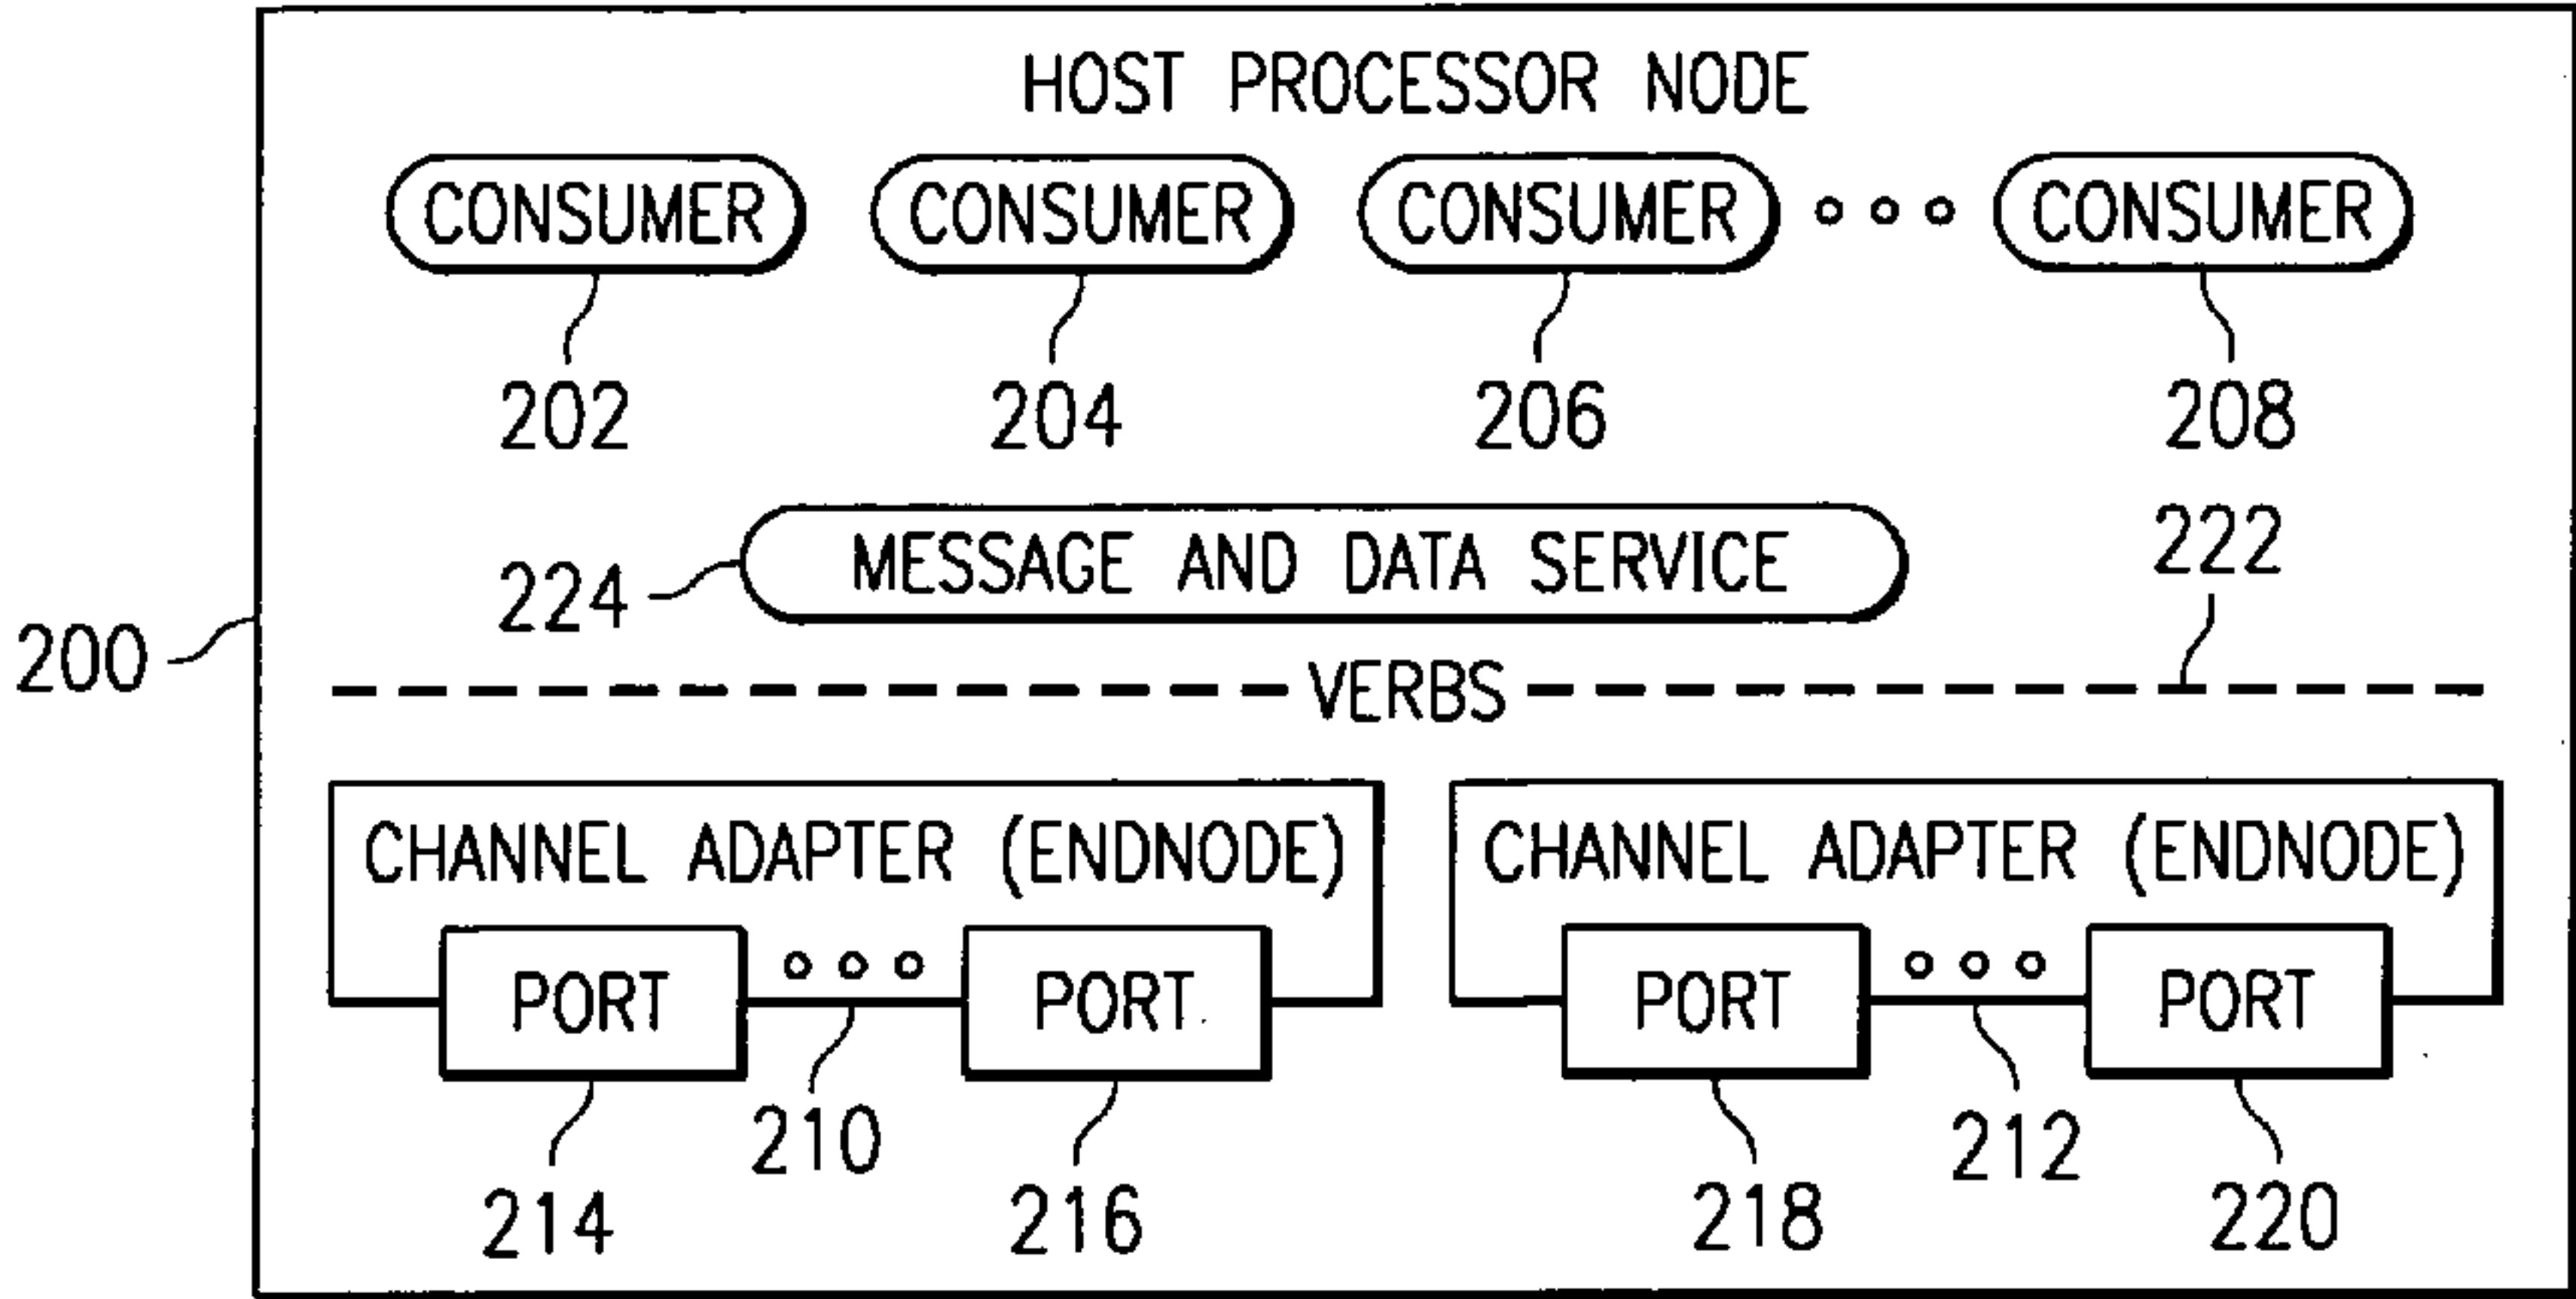 HOST PROCESSOR NODE
CONSUMER CONSUMER CONSUMER CONSUMER
202 204 206 208
MESSAGE AND DATA SERVICE
224
222
200
VERBS
CHANNEL ADAPTER (ENDNODE) CHANNEL ADAPTER (ENDNODE)
PORT PORT PORT PORT
210 212
214 216 218 220